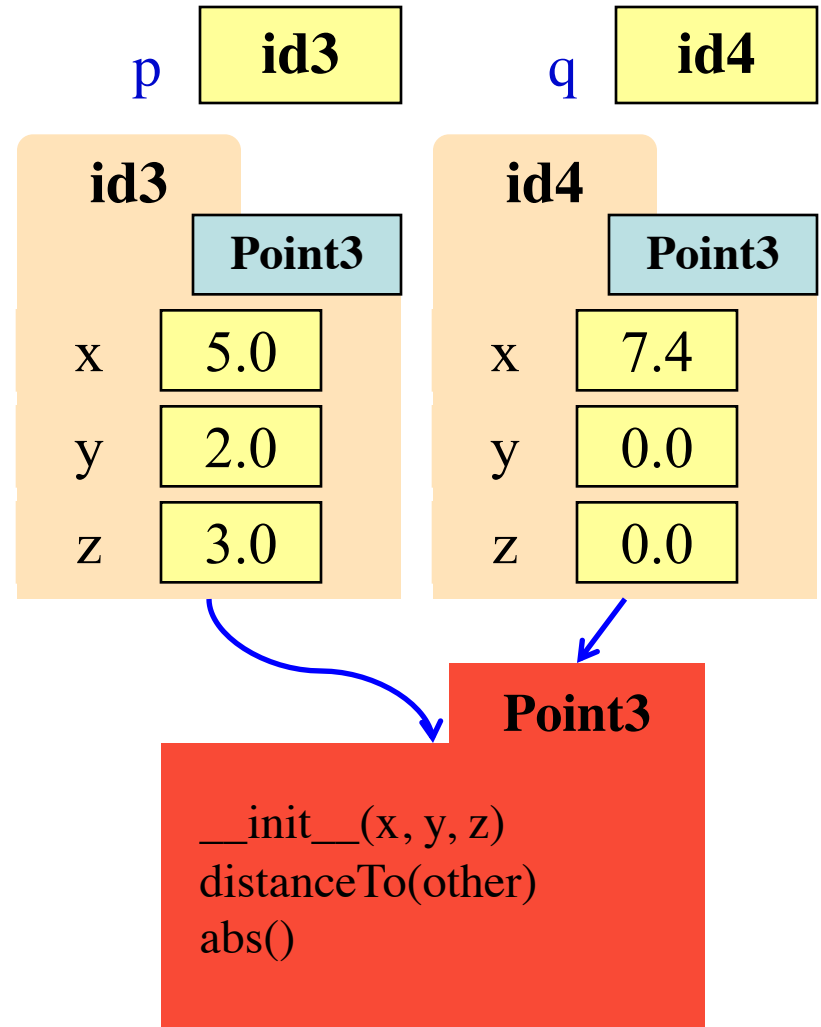 p id3
q id4
id3
Point3
x 5.0
y 2.0
z 3.0
id4
Point3
x 7.4
y 0.0
z 0.0
Point3
__init__(x, y, z)
distanceTo(other)
abs()